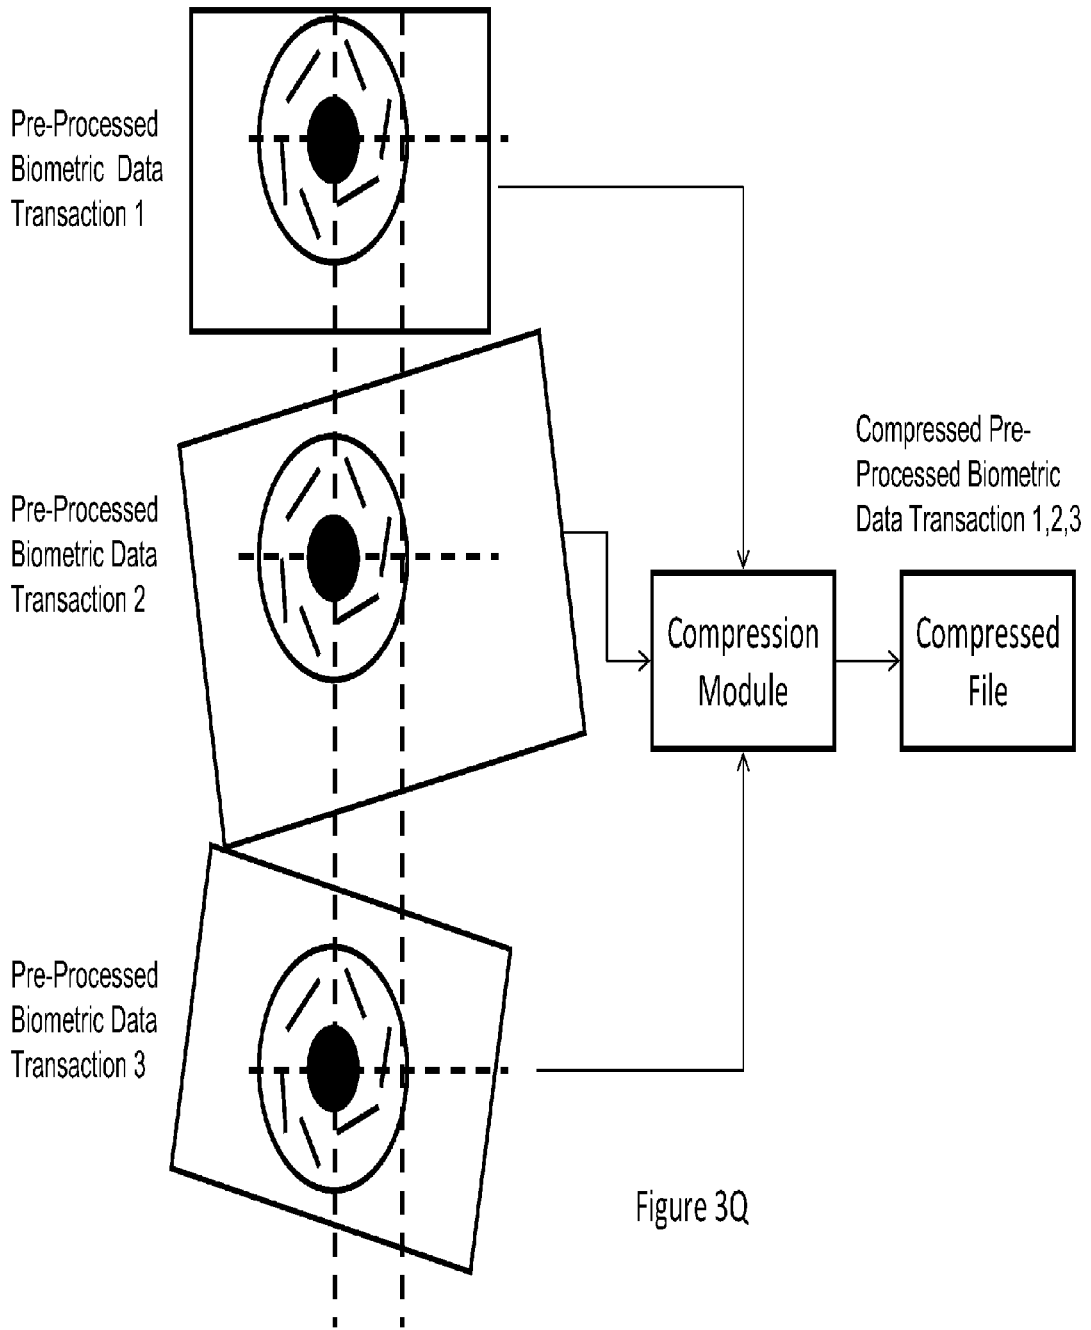 Pre-Processed
Biometric Data
Transaction 1
Pre-Processed
Biometric Data
Transaction 2
Pre-Processed
Biometric Data
Transaction 3
Compression
Module
Compressed Pre-
Processed Biometric
Data Transaction 1,2,3
Compressed
File
Figure 3Q